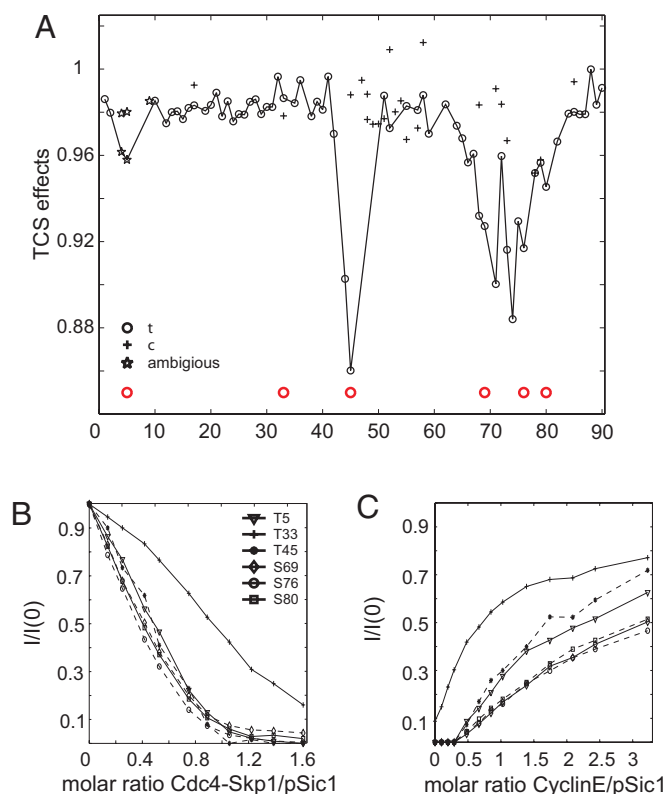 A
TCS effects
1
0.96
0.92
0.88
t
c
ambigious
0 10 20 30 40 50 60 70 80 90
B
I/I(0)
0.9
0.7
0.5
0.3
0.1
T5
T33
T45
S69
S76
S80
0 0.4 0.8 1.2 1.6
molar ratio Cdc4-Skp1/pSic1
C
I/I(0)
0.9
0.7
0.5
0.3
0.1
0 0.5 1 1.5 2 2.5 3
molar ratio CyclinE/pSic1